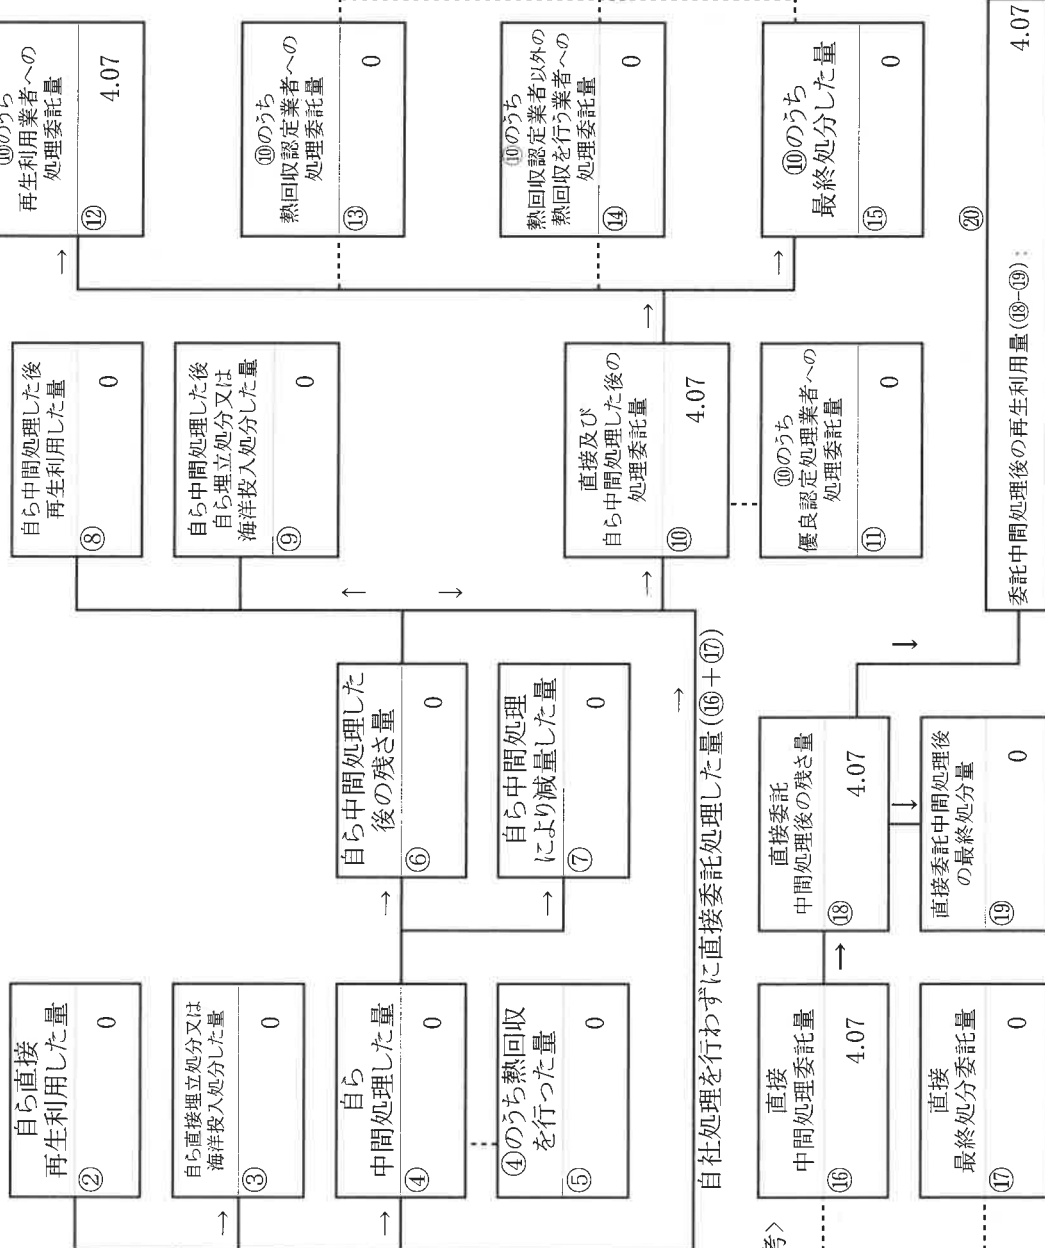 自ら直接
再生利用した量
②
0
自ら直接埋立処分又は
海洋投入処分した量
③
0
自ら
中間処理した量
④
0
④のうち熱回収
を行った量
⑤
0
自ら中間処理した
後の残さ量
⑥
0
自ら中間処理
により減量した量
⑦
0
自ら中間処理した後
再生利用した量
⑧
0
自ら中間処理した後
自ら埋立処分又は
海洋投入処分した量
⑨
0
直接及び
自ら中間処理した後の
処理委託量
⑩
4.07
⑩のうち
優良認定処理業者への
処理委託量
⑪
0
⑩のうち
再生利用業者への
処理委託量
⑫
4.07
⑩のうち
熱回収認定業者への
処理委託量
⑬
0
⑩のうち
熱回収認定業者以外の
熱回収を行う業者への
処理委託量
⑭
0
⑩のうち
最終処分した量
⑮
0
自社処理を行わずに直接委託処理した量(⑯+⑰)
考>
直接
中間処理委託量
⑯
4.07
直接
最終処分委託量
⑰
0
直接委託
中間処理後の残さ量
⑱
4.07
直接委託中間処理後
の最終処分量
⑲
0
⑳
委託中間処理後の再生利用量(⑱-⑲):
4.07